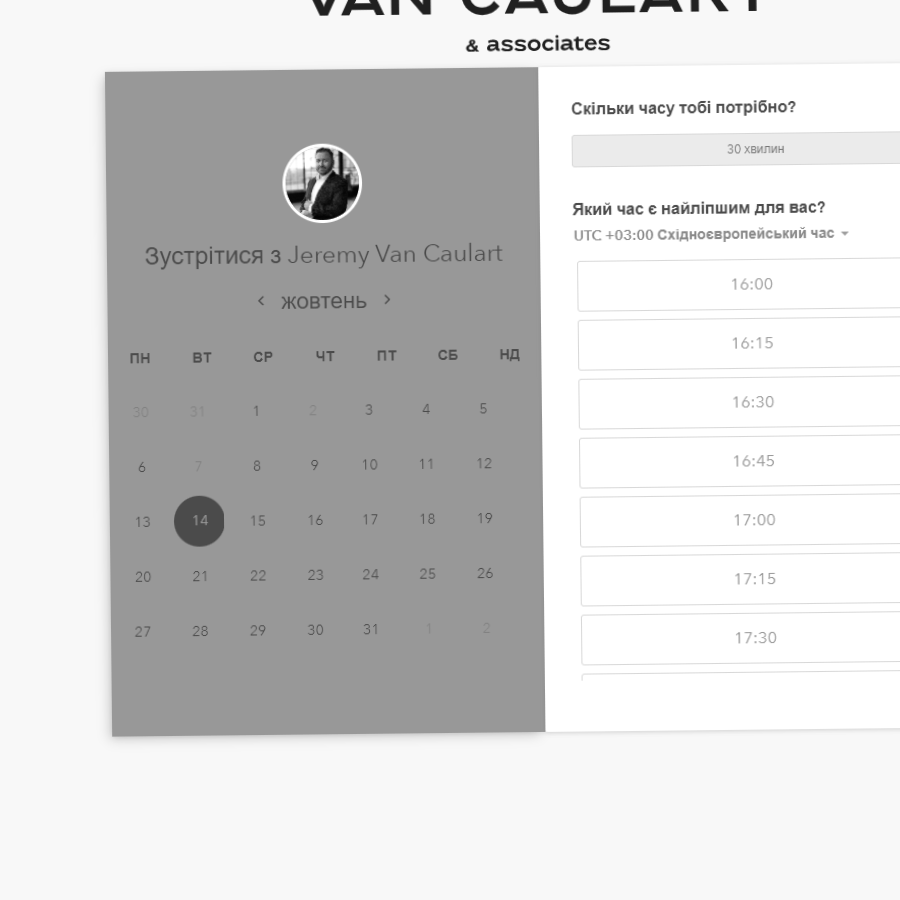 VAN CAULART
& associates
Зустрітися з Jeremy Van Caulart
жовтень
ПН ВТ СР ЧТ ПТ СБ НД
30 31 1 2 3 4 5
6 7 8 9 10 11 12
13 14 15 16 17 18 19
20 21 22 23 24 25 26
27 28 29 30 31 1 2
Скільки часу тобі потрібно?
30 хвилин
Який час є найліпшим для вас?
UTC +03:00 Східноєвропейський час
16:00
16:15
16:30
16:45
17:00
17:15
17:30